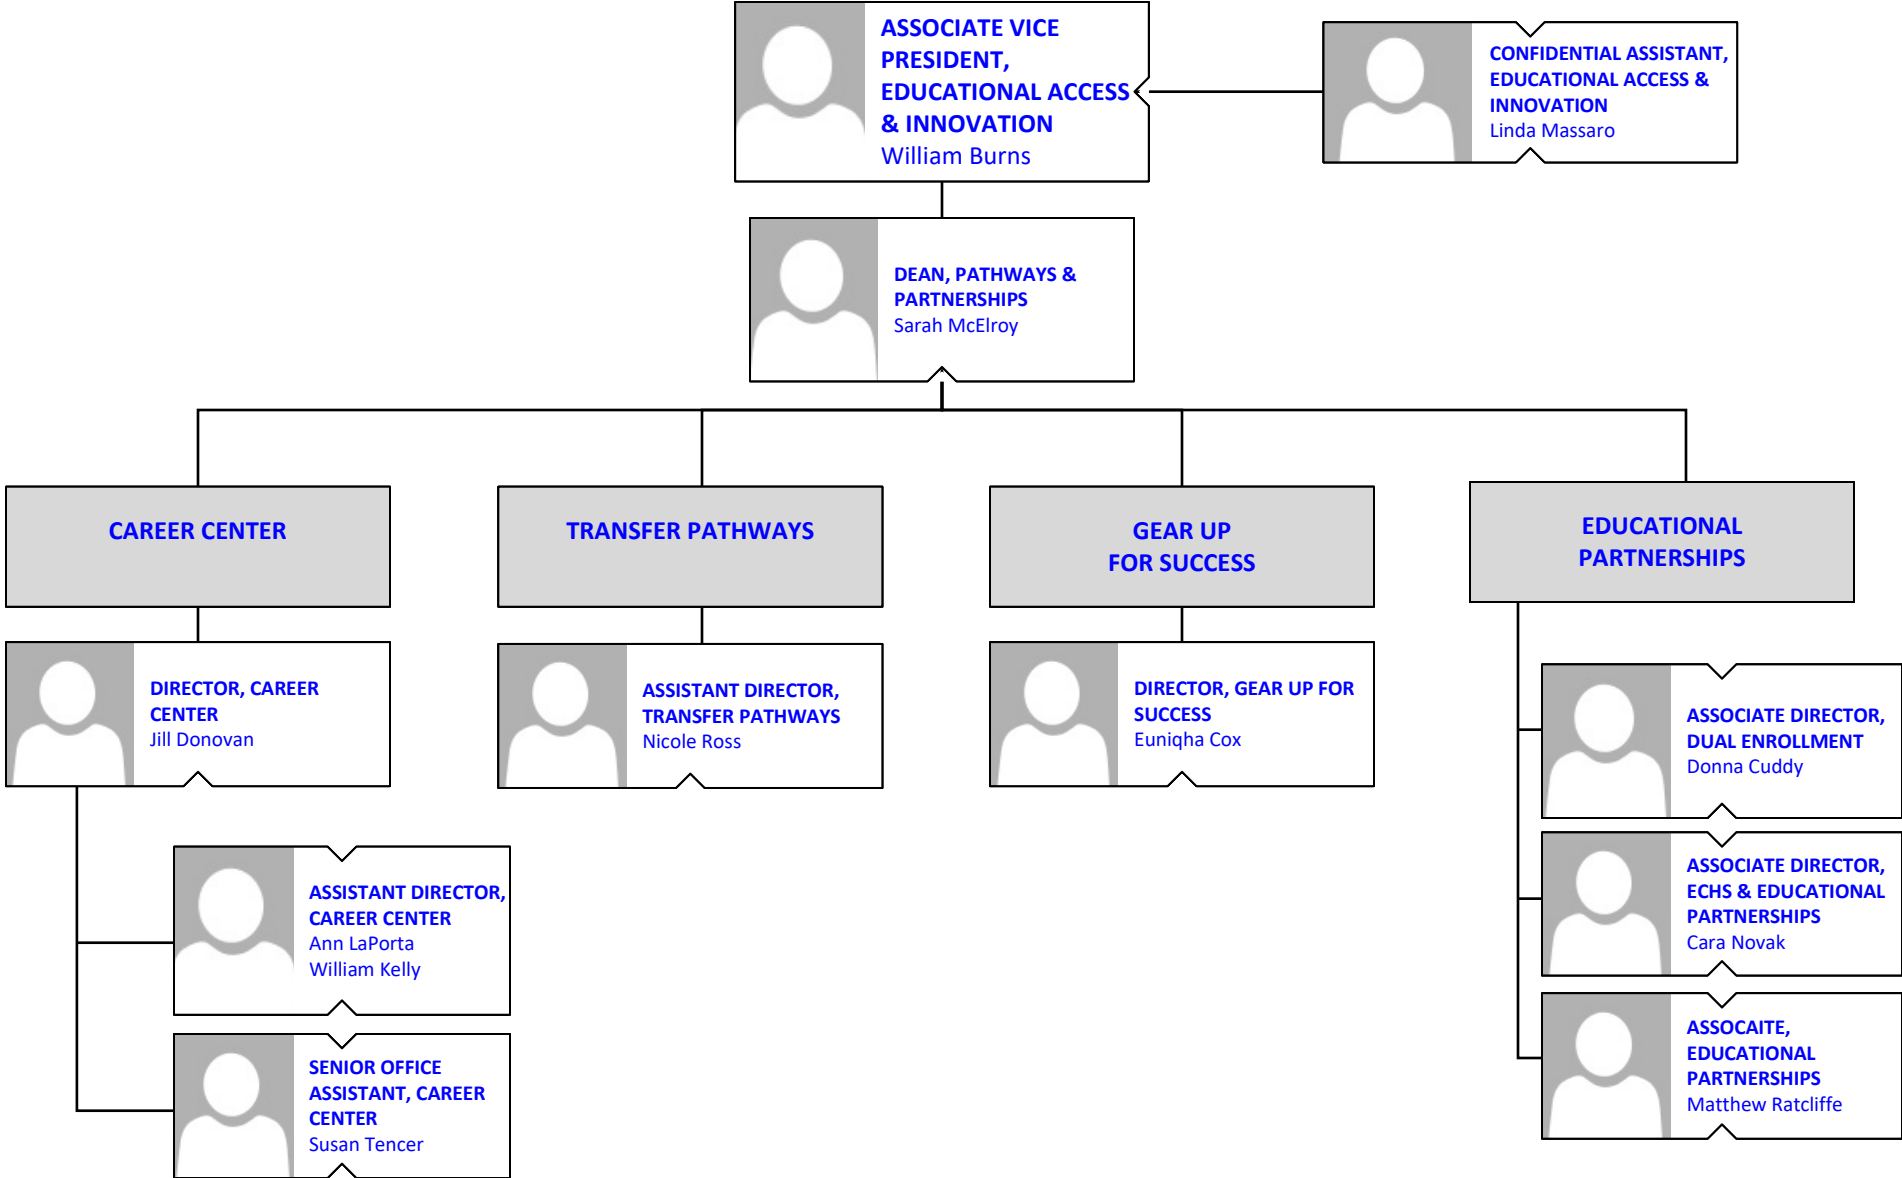 ASSOCIATE VICE
PRESIDENT,
EDUCATIONAL ACCESS
& INNOVATION
William Burns
CONFIDENTIAL ASSISTANT,
EDUCATIONAL ACCESS &
INNOVATION
Linda Massaro
DEAN, PATHWAYS &
PARTNERSHIPS
Sarah McElroy
CAREER CENTER
TRANSFER PATHWAYS
GEAR UP
FOR SUCCESS
EDUCATIONAL
PARTNERSHIPS
DIRECTOR, CAREER
CENTER
Jill Donovan
ASSISTANT DIRECTOR,
TRANSFER PATHWAYS
Nicole Ross
DIRECTOR, GEAR UP FOR
SUCCESS
Euniqha Cox
ASSOCIATE DIRECTOR,
DUAL ENROLLMENT
Donna Cuddy
ASSISTANT DIRECTOR,
CAREER CENTER
Ann LaPorta
William Kelly
ASSOCIATE DIRECTOR,
ECHS & EDUCATIONAL
PARTNERSHIPS
Cara Novak
SENIOR OFFICE
ASSISTANT, CAREER
CENTER
Susan Tencer
ASSOCAITE,
EDUCATIONAL
PARTNERSHIPS
Matthew Ratcliffe